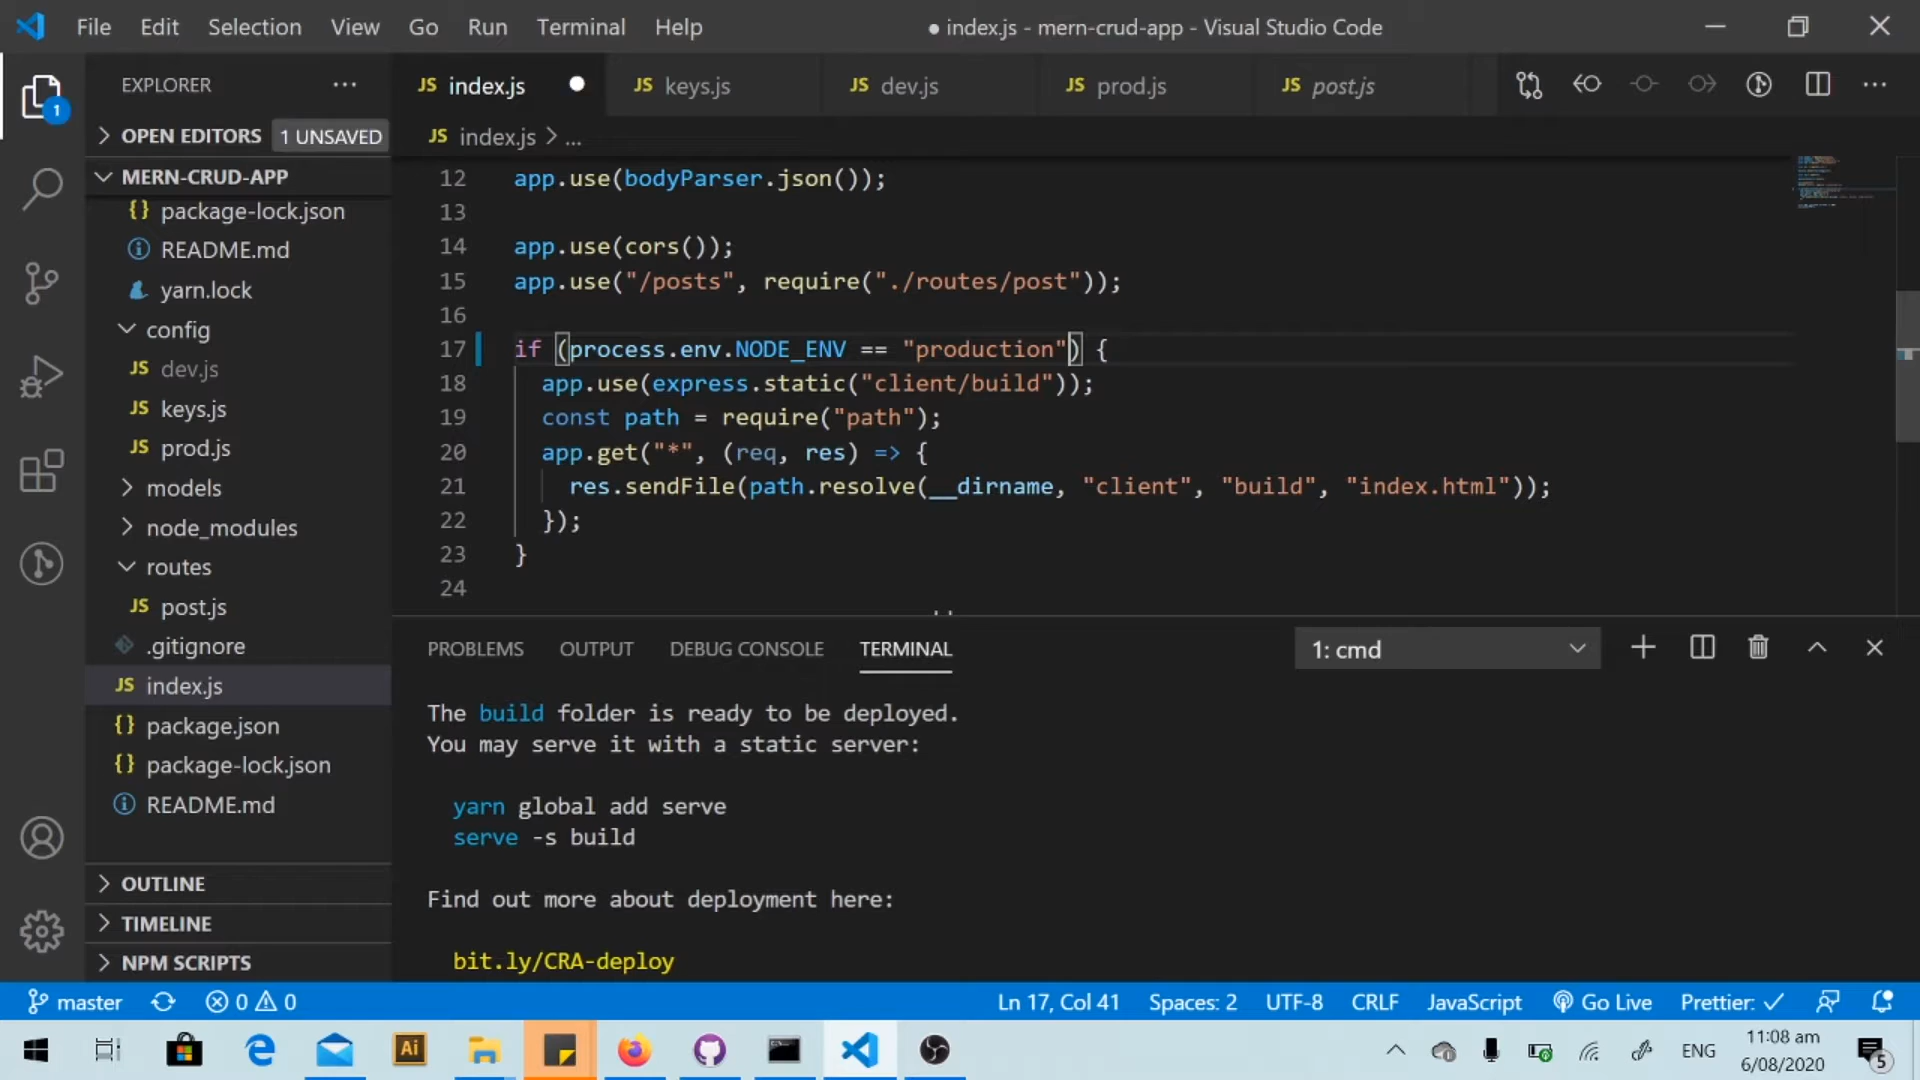 File Edit Selection View Go Run Terminal Help
● index.js - mern-crud-app - Visual Studio Code
EXPLORER
JS index.js ●
JS keys.js
JS dev.js
JS prod.js
JS post.js
1
OPEN EDITORS 1 UNSAVED
JS index.js > ...
MERN-CRUD-APP
{} package-lock.json
README.md
yarn.lock
config
JS dev.js
JS keys.js
JS prod.js
models
node_modules
routes
JS post.js
.gitignore
JS index.js
{} package.json
{} package-lock.json
README.md
OUTLINE
TIMELINE
NPM SCRIPTS
12 app.use(bodyParser.json());
13
14 app.use(cors());
15 app.use("/posts", require("./routes/post"));
16
17 if (process.env.NODE_ENV == "production") {
18 app.use(express.static("client/build"));
19 const path = require("path");
20 app.get("*", (req, res) => {
21 res.sendFile(path.resolve(__dirname, "client", "build", "index.html"));
22 });
23 }
24
PROBLEMS OUTPUT DEBUG CONSOLE TERMINAL
1: cmd
The build folder is ready to be deployed.
You may serve it with a static server:
yarn global add serve
serve -s build
Find out more about deployment here:
bit.ly/CRA-deploy
master 0 0
Ln 17, Col 41 Spaces: 2 UTF-8 CRLF JavaScript Go Live Prettier: ✓
Ai
ENG
11:08 am
6/08/2020
5